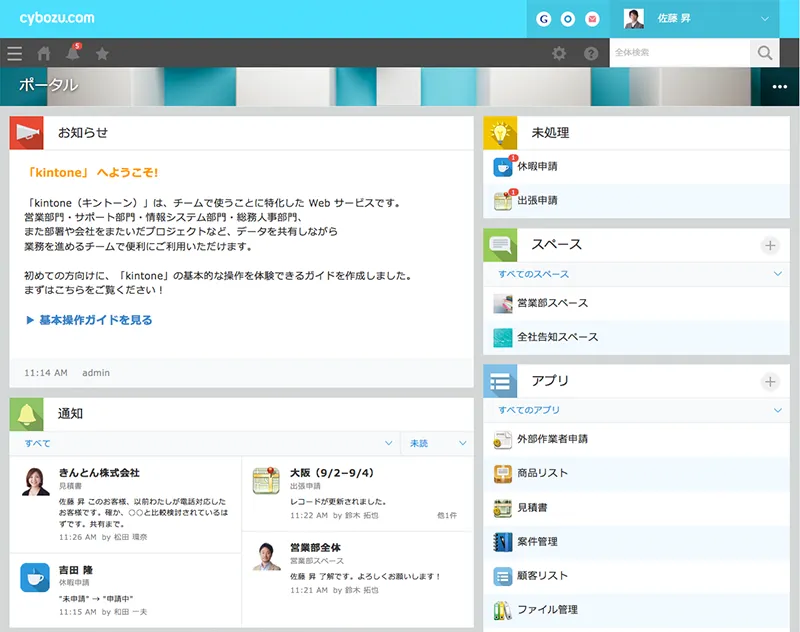 cybozu.com
G
佐藤 昇
5
全体検索
ポータル
お知らせ
「kintone」 へようこそ!
「kintone（キントーン）」は、チームで使うことに特化した Web サービスです。
営業部門・サポート部門・情報システム部門・総務人事部門、
また部署や会社をまたいだプロジェクトなど、データを共有しながら
業務を進めるチームで便利にご利用いただけます。
初めての方向けに、「kintone」の基本的な操作を体験できるガイドを作成しました。
まずはこちらをご覧ください！
▶ 基本操作ガイドを見る
11:14 AM admin
通知
すべて
未読
きんとん株式会社
見積書
佐藤 昇 このお客様、以前わたしが電話対応した
お客様です。確か、○○と比較検討されているは
ずです。共有まで。
11:26 AM by 松田 環奈
吉田 隆
休暇申請
"未申請" → "申請中"
11:15 AM by 和田 一夫
大阪（9/2−9/4）
出張申請
レコードが更新されました。
11:22 AM by 鈴木 拓也
他1件
営業部全体
営業部スペース
佐藤 昇 了解です。よろしくお願いします！
11:21 AM by 鈴木 拓也
未処理
1
休暇申請
1
出張申請
スペース
すべてのスペース
営業部スペース
全社告知スペース
アプリ
すべてのアプリ
外部作業者申請
商品リスト
見積書
案件管理
顧客リスト
ファイル管理